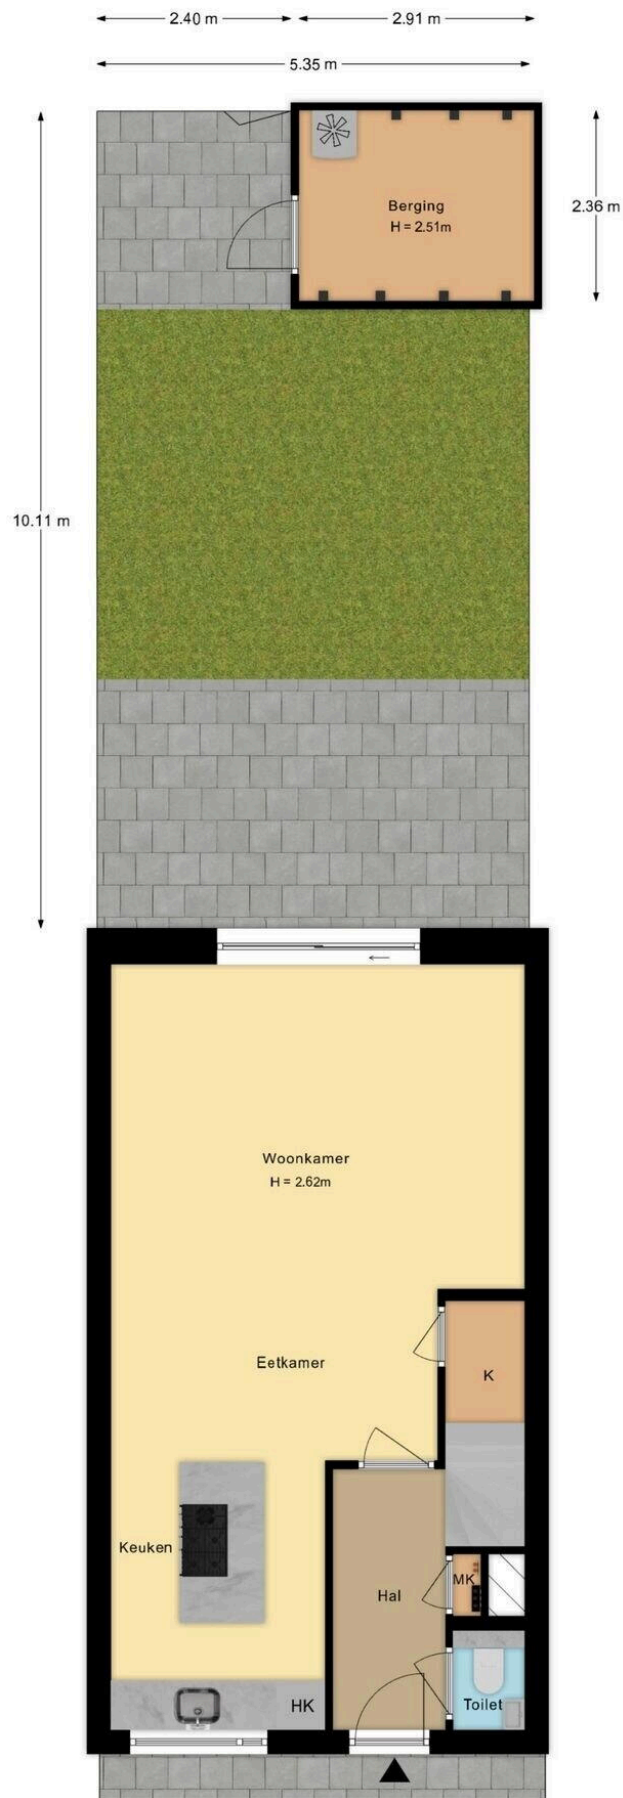 2.40 m
2.91 m
5.35 m
Berging
H = 2.51m
2.36 m
10.11 m
Woonkamer
H = 2.62m
Eetkamer
K
Keuken
MK
Hal
HK
Toilet